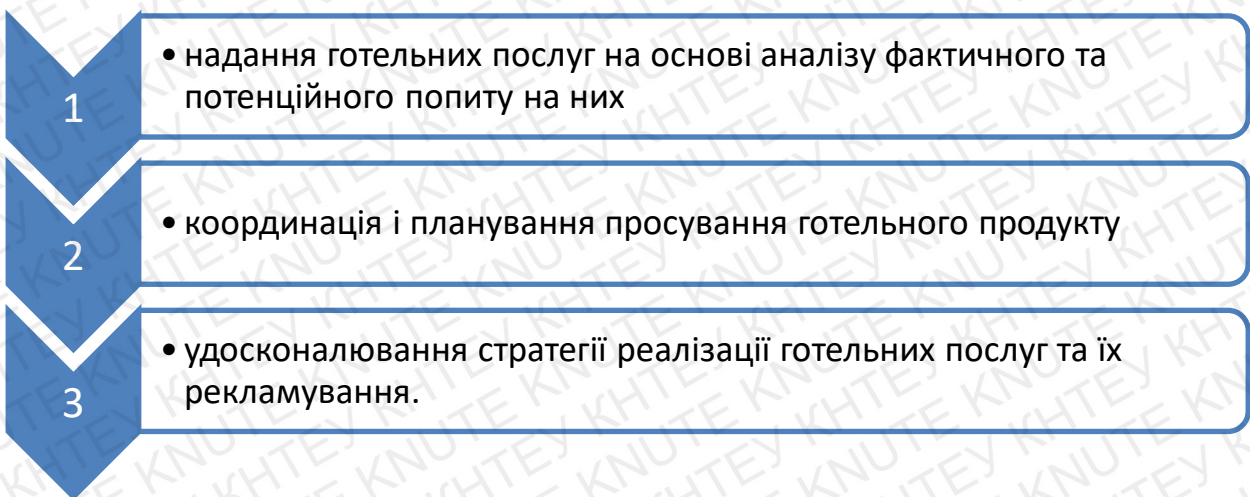 1
• надання готельних послуг на основі аналізу фактичного та
потенційного попиту на них
2
• координація і планування просування готельного продукту
3
• удосконалювання стратегії реалізації готельних послуг та їх
рекламування.